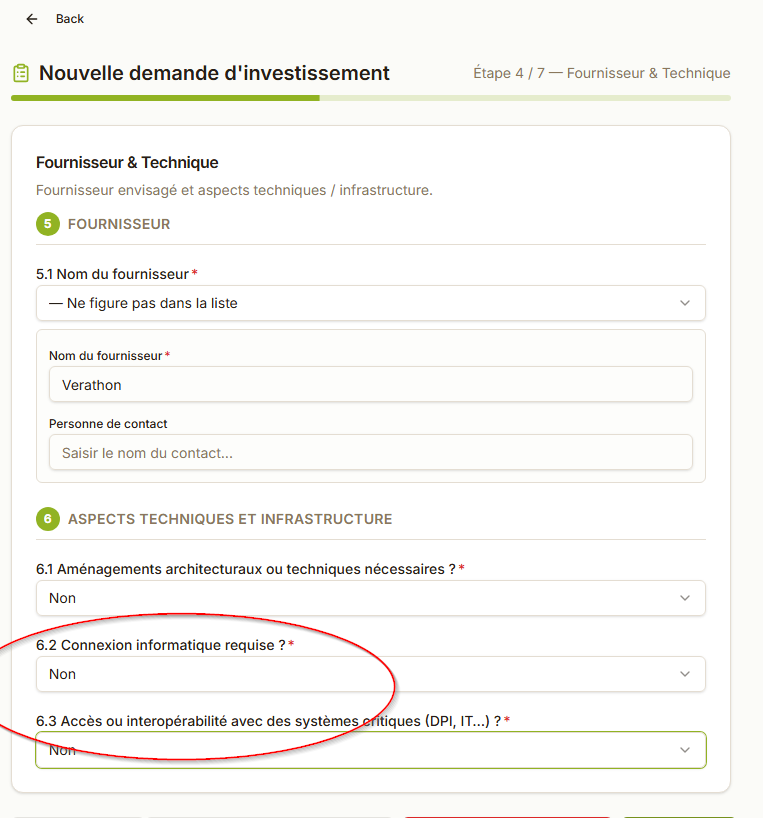 Back
Nouvelle demande d'investissement
Étape 4 / 7 — Fournisseur & Technique
Fournisseur & Technique
Fournisseur envisagé et aspects techniques / infrastructure.
5 FOURNISSEUR
5.1 Nom du fournisseur*
— Ne figure pas dans la liste
Nom du fournisseur*
Verathon
Personne de contact
Saisir le nom du contact...
6 ASPECTS TECHNIQUES ET INFRASTRUCTURE
6.1 Aménagements architecturaux ou techniques nécessaires ?*
Non
6.2 Connexion informatique requise ?*
Non
6.3 Accès ou interopérabilité avec des systèmes critiques (DPI, IT...) ?*
Non